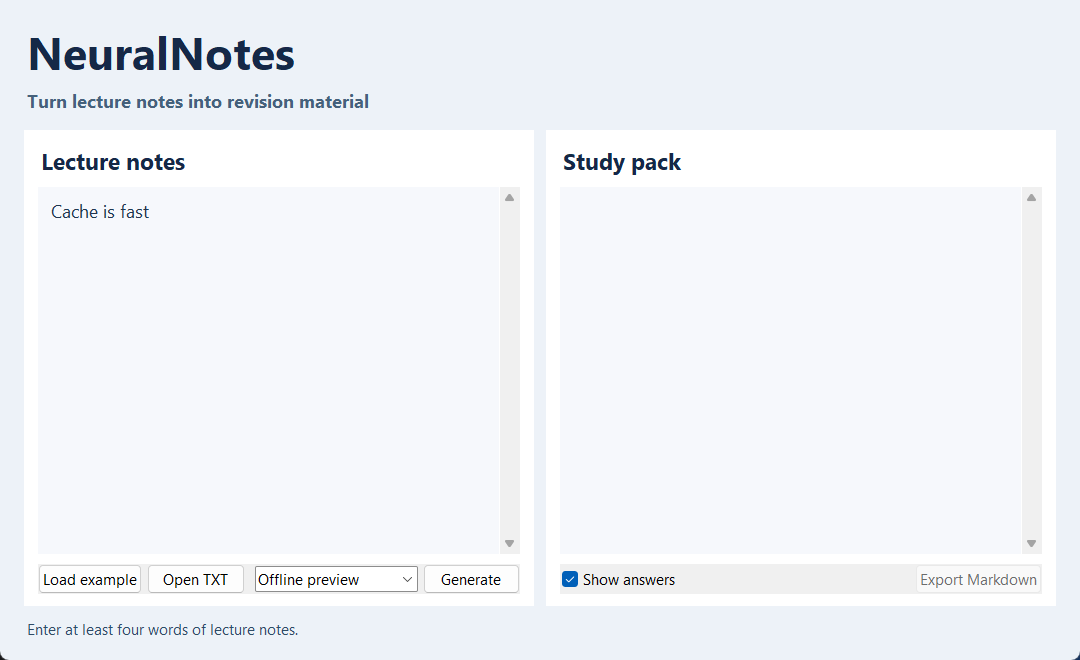 NeuralNotes
Turn lecture notes into revision material
Lecture notes
Cache is fast
Load example
Open TXT
Offline preview
Generate
Study pack
Show answers
Export Markdown
Enter at least four words of lecture notes.